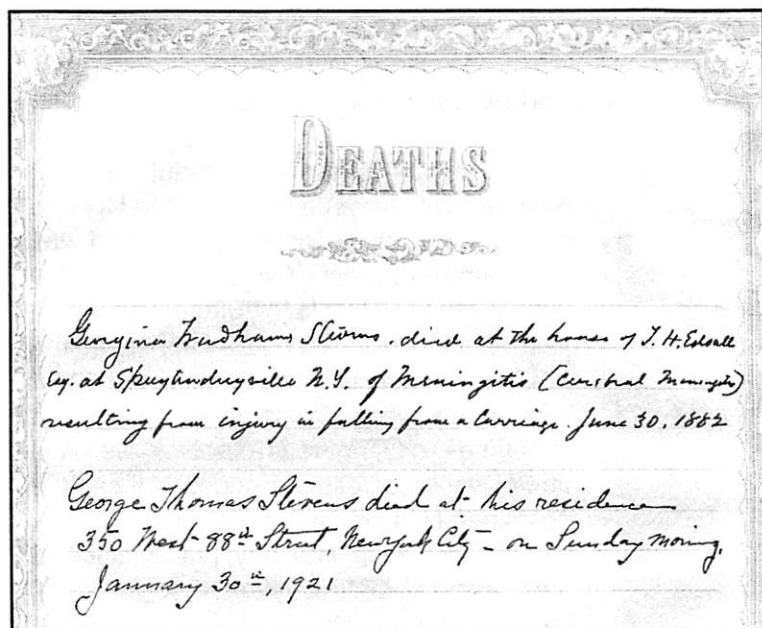 DEATHS
Georgina Wadhams Stevens. died at the house of T. H. Edsall
Esq. at Spuytenduyville N.Y. of Meningitis (Cerebral Meningitis)
resulting from injury in falling from a Carriage. June 30, 1882
George Thomas Stevens died at his residence
350 West 88th Street, New York City - on Sunday morning,
January 30th, 1921